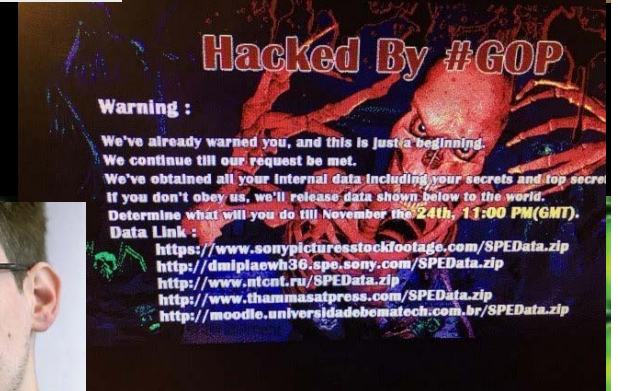 Hacked By #GOP
Warning :
We've already warned you, and this is just a beginning.
We continue till our request be met.
We've obtained all your internal data including your secrets and top secre
If you don't obey us, we'll release data shown below to the world.
Determine what will you do till November the 24th, 11:00 PM(GMT).
Data Link :
https://www.sonypicturesstockfootage.com/SPEData.zip
http://dmiplaewh36.spe.sony.com/SPEData.zip
http://www.ntcnt.ru/SPEData.zip
http://www.thammasatpress.com/SPEData.zip
http://moodle.universidadebematech.com.br/SPEData.zip